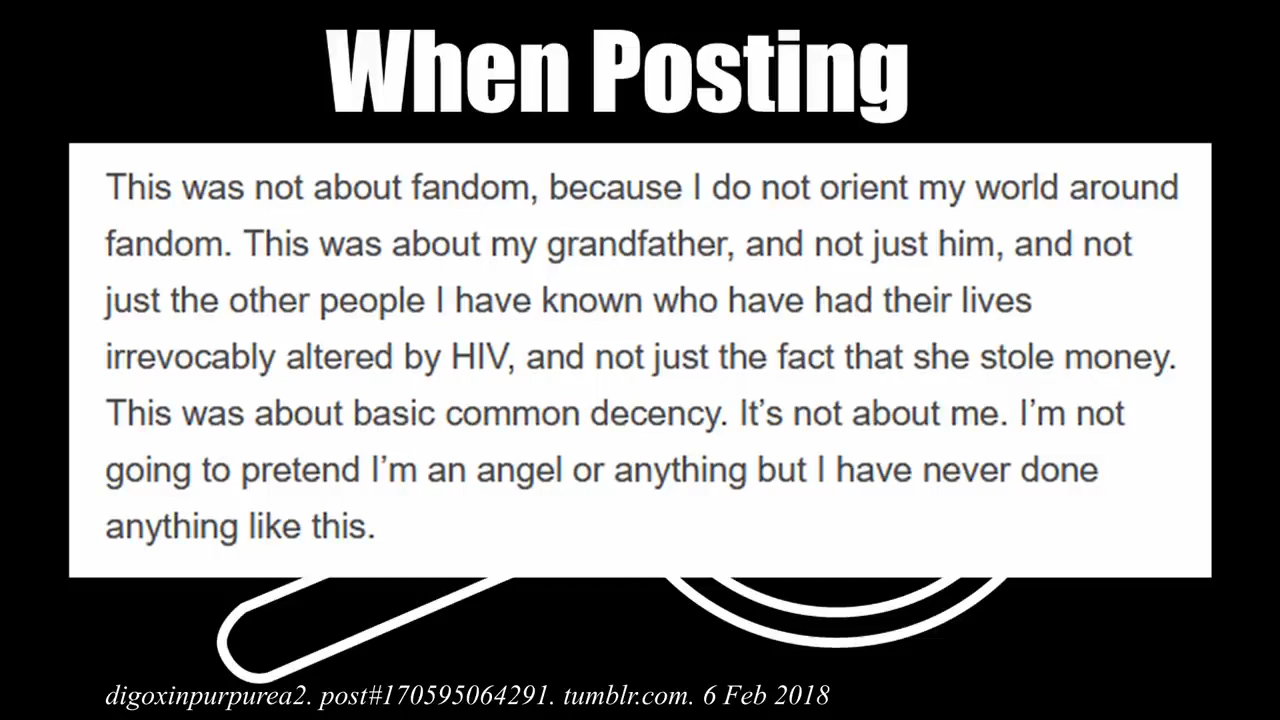 When Posting
This was not about fandom, because I do not orient my world around
fandom. This was about my grandfather, and not just him, and not
just the other people I have known who have had their lives
irrevocably altered by HIV, and not just the fact that she stole money.
This was about basic common decency. It’s not about me. I’m not
going to pretend I’m an angel or anything but I have never done
anything like this.
digoxinpurpurea2. post#170595064291. tumblr.com. 6 Feb 2018